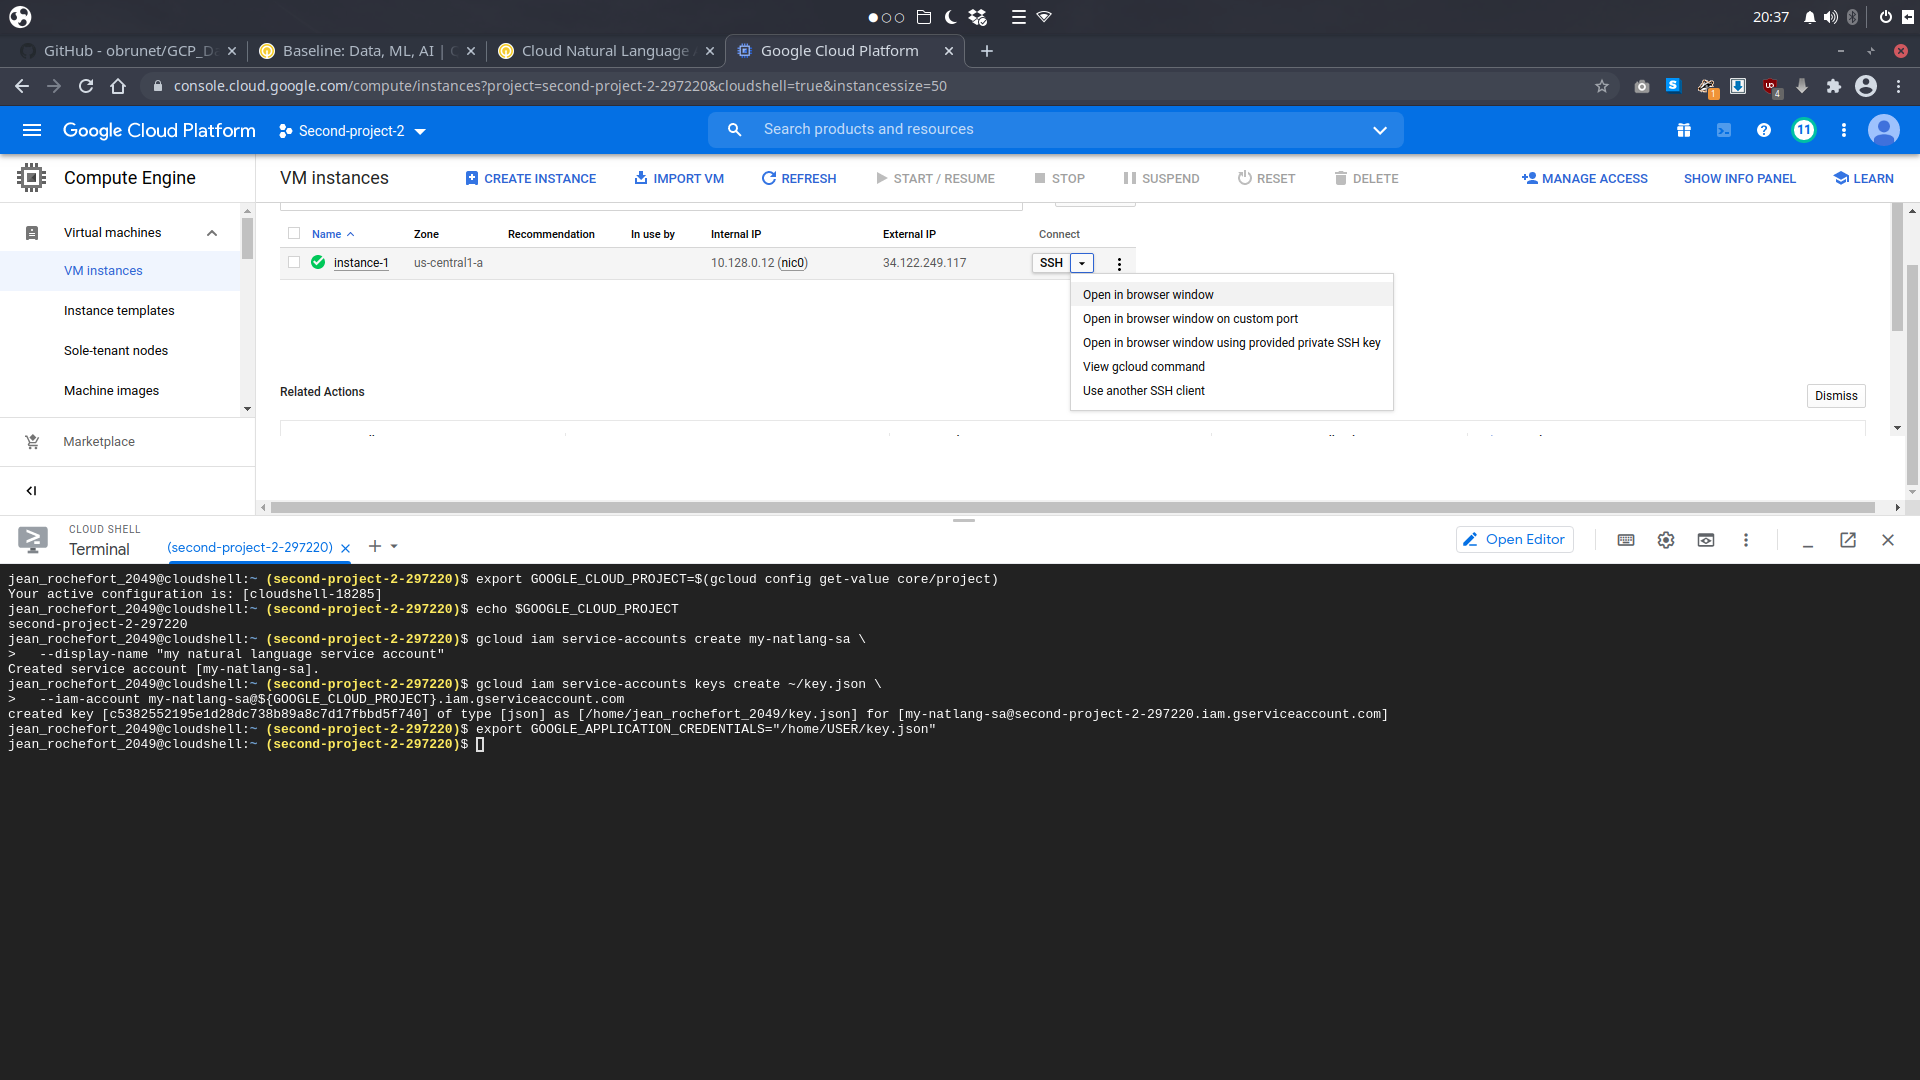 20:37
GitHub - obrunet/GCP_Da
Baseline: Data, ML, AI | 
Cloud Natural Language
Google Cloud Platform
console.cloud.google.com/compute/instances?project=second-project-2-297220&cloudshell=true&instancessize=50
S
1
4
Google Cloud Platform
Second-project-2
Search products and resources
11
Compute Engine
VM instances
CREATE INSTANCE
IMPORT VM
REFRESH
START / RESUME
STOP
SUSPEND
RESET
DELETE
MANAGE ACCESS
SHOW INFO PANEL
LEARN
Virtual machines
VM instances
Instance templates
Sole-tenant nodes
Machine images
Marketplace
Name Zone Recommendation In use by Internal IP External IP Connect
instance-1 us-central1-a 10.128.0.12 (nic0) 34.122.249.117 SSH
Open in browser window
Open in browser window on custom port
Open in browser window using provided private SSH key
View gcloud command
Use another SSH client
Related Actions
Dismiss
CLOUD SHELL
Terminal
(second-project-2-297220)
Open Editor
jean_rochefort_2049@cloudshell:~ (second-project-2-297220)$ export GOOGLE_CLOUD_PROJECT=$(gcloud config get-value core/project)
Your active configuration is: [cloudshell-18285]
jean_rochefort_2049@cloudshell:~ (second-project-2-297220)$ echo $GOOGLE_CLOUD_PROJECT
second-project-2-297220
jean_rochefort_2049@cloudshell:~ (second-project-2-297220)$ gcloud iam service-accounts create my-natlang-sa \
>   --display-name "my natural language service account"
Created service account [my-natlang-sa].
jean_rochefort_2049@cloudshell:~ (second-project-2-297220)$ gcloud iam service-accounts keys create ~/key.json \
>   --iam-account my-natlang-sa@${GOOGLE_CLOUD_PROJECT}.iam.gserviceaccount.com
created key [c5382552195e1d28dc738b89a8c7d17fbbd5f740] of type [json] as [/home/jean_rochefort_2049/key.json] for [my-natlang-sa@second-project-2-297220.iam.gserviceaccount.com]
jean_rochefort_2049@cloudshell:~ (second-project-2-297220)$ export GOOGLE_APPLICATION_CREDENTIALS="/home/USER/key.json"
jean_rochefort_2049@cloudshell:~ (second-project-2-297220)$